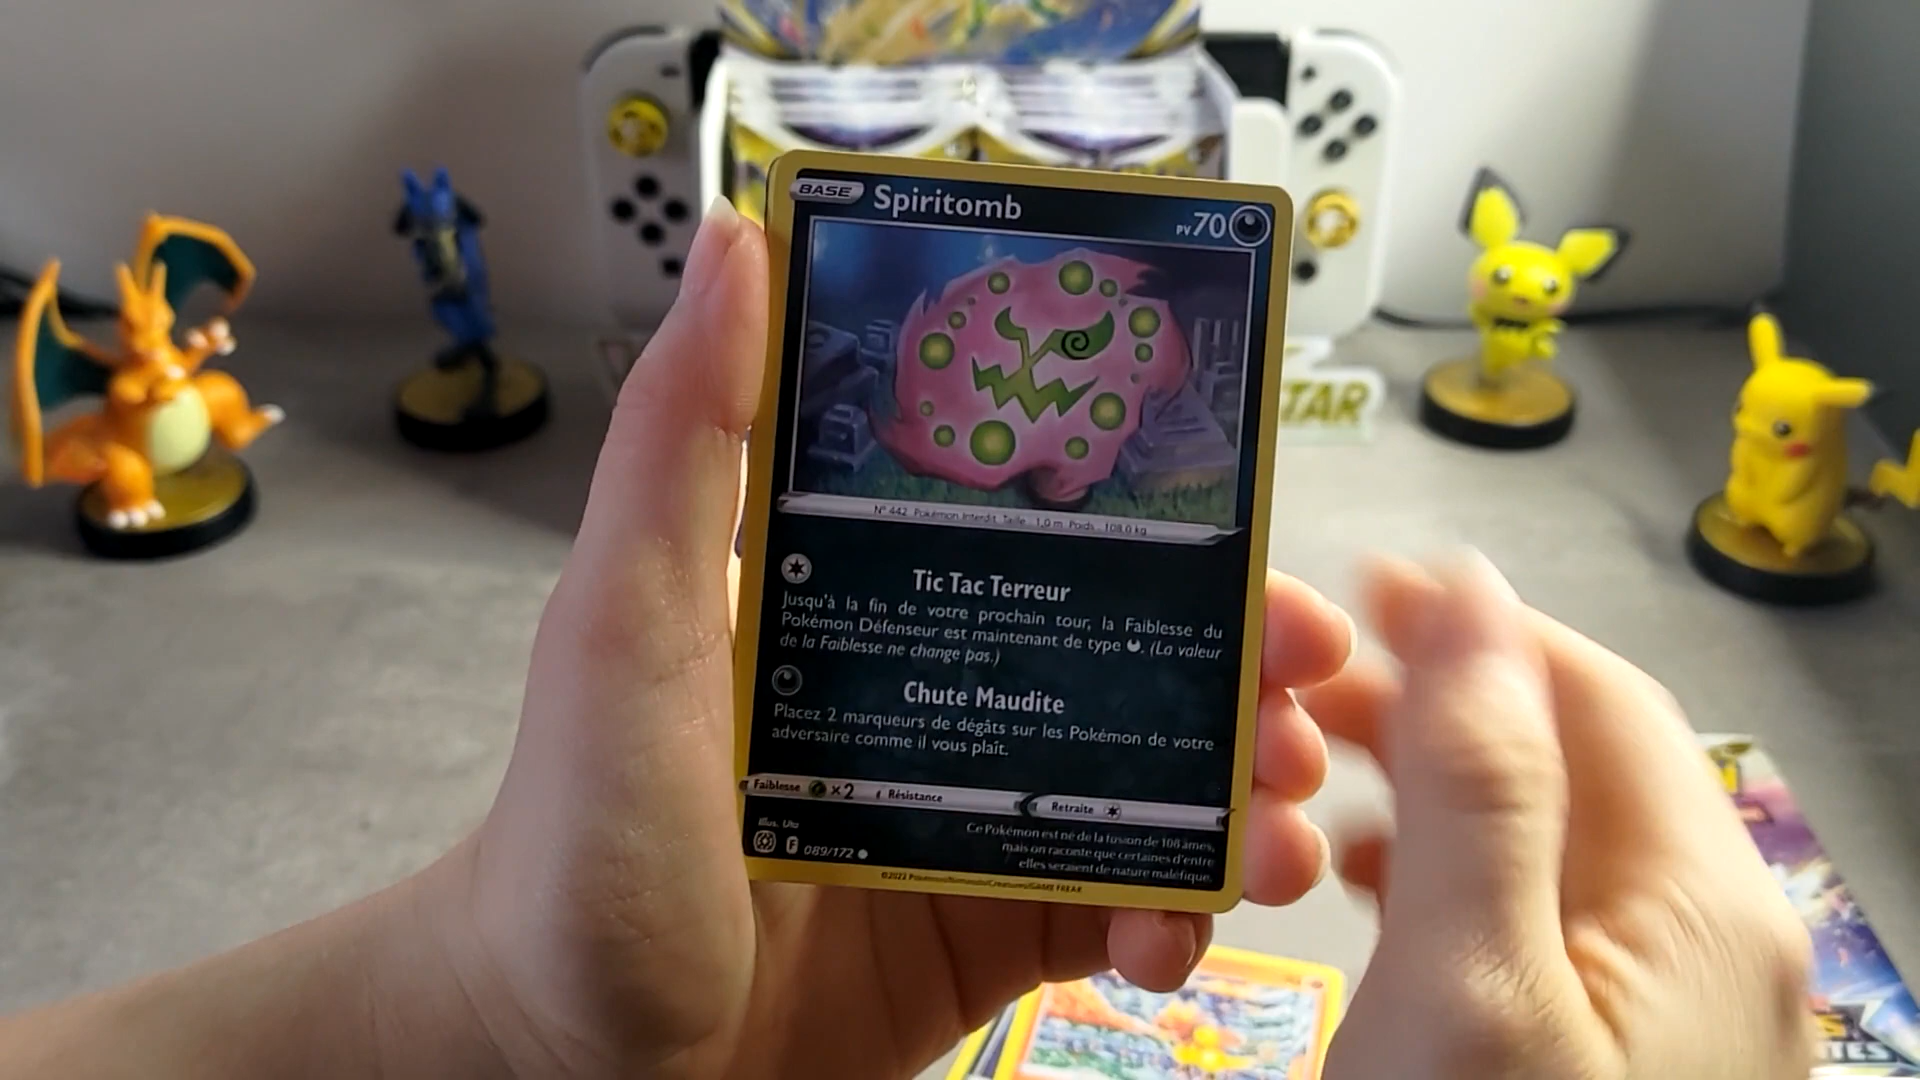 BASE Spiritomb PV 70
N° 442 Pokémon Interdit Taille : 1,0 m Poids : 108,0 kg
Tic Tac Terreur
Jusqu'à la fin de votre prochain tour, la Faiblesse du
Pokémon Défenseur est maintenant de type . (La valeur
de la Faiblesse ne change pas.)
Chute Maudite
Placez 2 marqueurs de dégâts sur les Pokémon de votre
adversaire comme il vous plaît.
Faiblesse ×2 Résistance Retraite
Illus. Uta
F 089/172
Ce Pokémon est né de la fusion de 108 âmes,
mais on raconte que certaines d'entre
elles seraient de nature maléfique.
©2022 Pokémon/Nintendo/Creatures/GAME FREAK
TAR